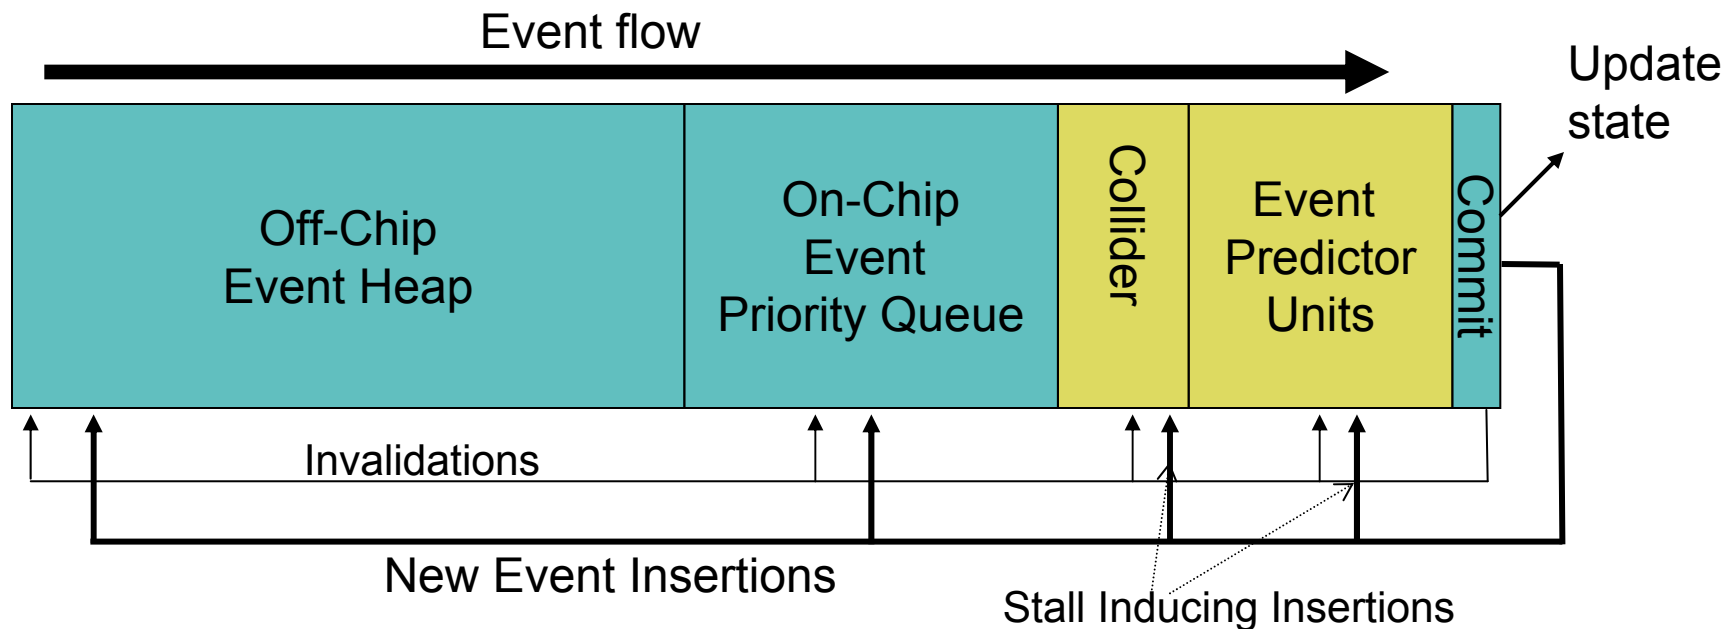 Event flow
Update
state
Off-Chip
Event Heap
On-Chip
Event
Priority Queue
Collider
Event
Predictor
Units
Commit
Invalidations
New Event Insertions
Stall Inducing Insertions